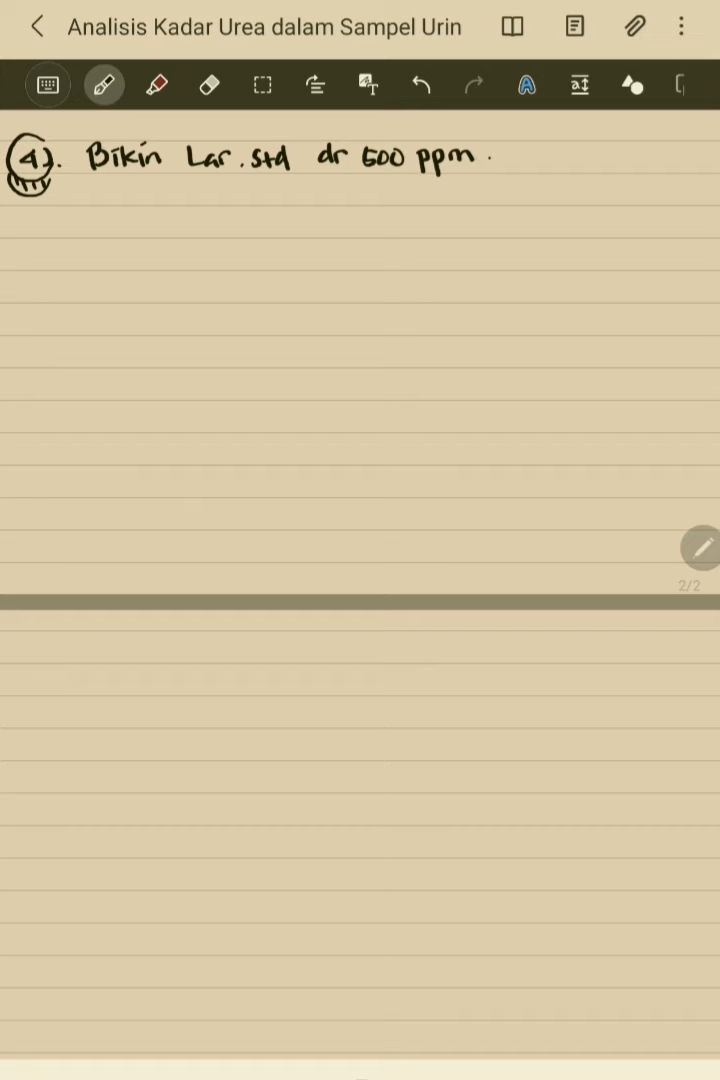 Analisis Kadar Urea dalam Sampel Urin
4). Bikin Lar. Std dr 500 ppm.
2/2